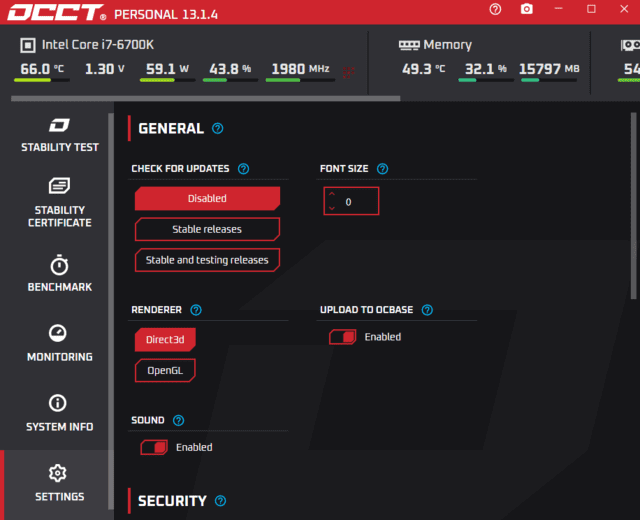 OCCT® PERSONAL 13.1.4
Intel Core i7-6700K
66.0 °C 1.30 V 59.1 W 43.8 % 1980 MHz
Memory
49.3 °C 32.1 % 15797 MB
54
STABILITY TEST
STABILITY
CERTIFICATE
BENCHMARK
MONITORING
SYSTEM INFO
SETTINGS
GENERAL
CHECK FOR UPDATES
Disabled
Stable releases
Stable and testing releases
FONT SIZE
0
RENDERER
Direct3d
OpenGL
UPLOAD TO OCBASE
Enabled
SOUND
Enabled
SECURITY